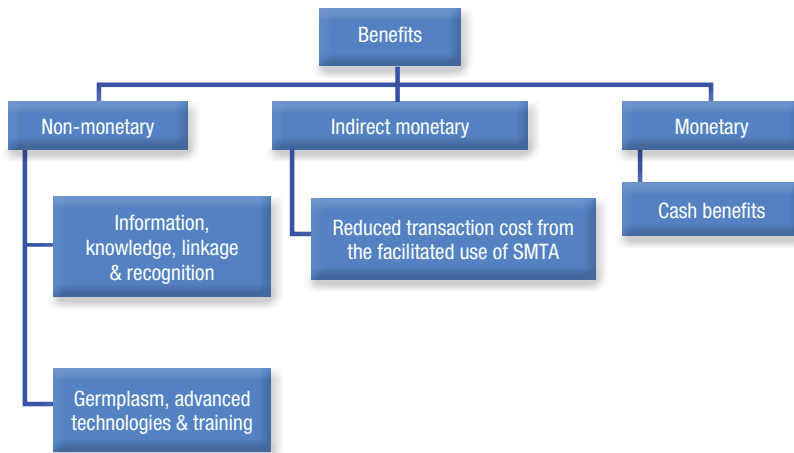 Benefits
Non-monetary
Indirect monetary
Monetary
Information,
knowledge, linkage
& recognition
Reduced transaction cost from
the facilitated use of SMTA
Cash benefits
Germplasm, advanced
technologies & training